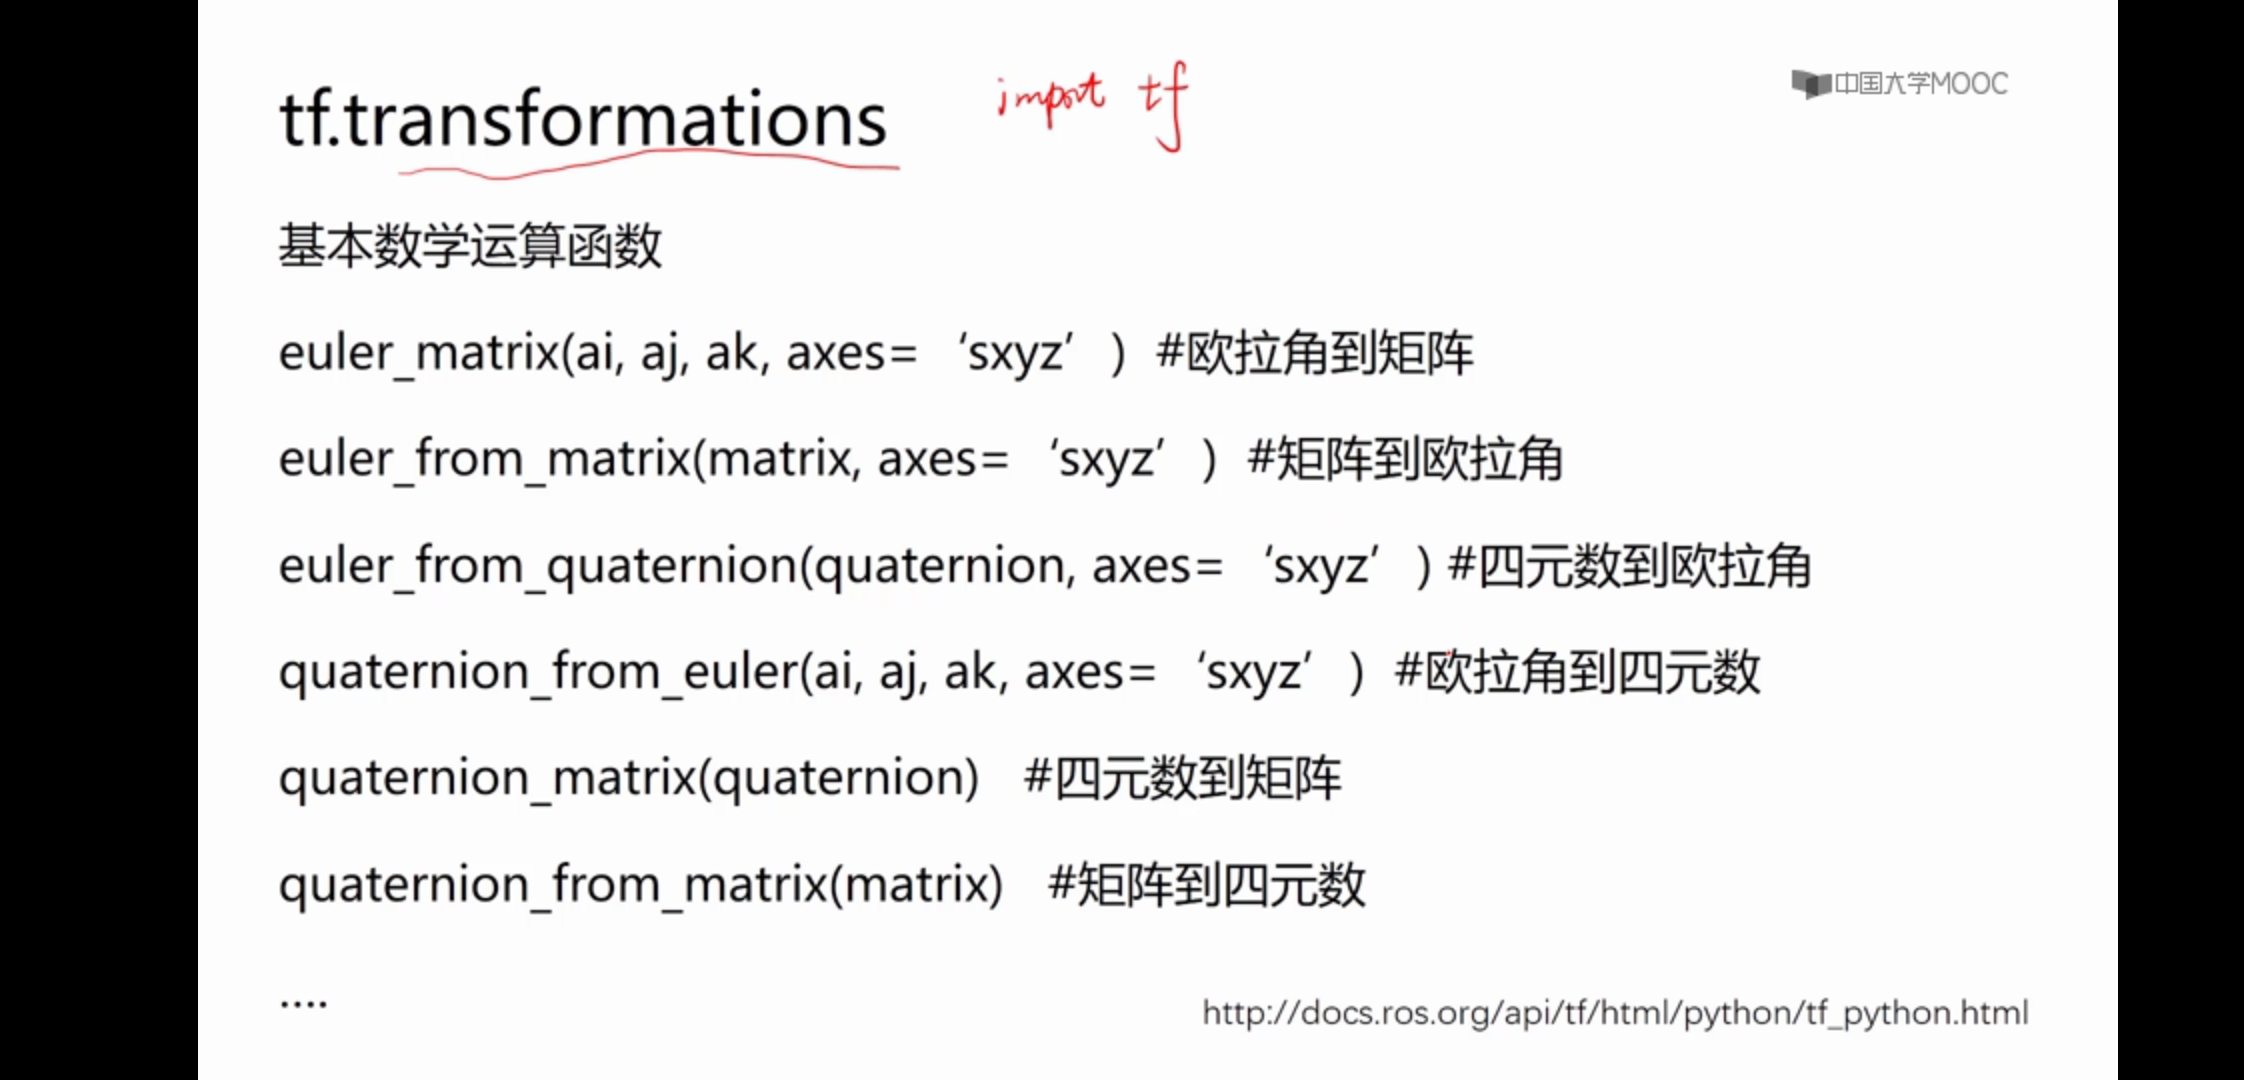 tf.transformations
import tf
中国大学MOOC
基本数学运算函数
euler_matrix(ai, aj, ak, axes= ‘sxyz’ ) #欧拉角到矩阵
euler_from_matrix(matrix, axes= ‘sxyz’ ) #矩阵到欧拉角
euler_from_quaternion(quaternion, axes= ‘sxyz’ ) #四元数到欧拉角
quaternion_from_euler(ai, aj, ak, axes= ‘sxyz’ ) #欧拉角到四元数
quaternion_matrix(quaternion) #四元数到矩阵
quaternion_from_matrix(matrix) #矩阵到四元数
....
http://docs.ros.org/api/tf/html/python/tf_python.html